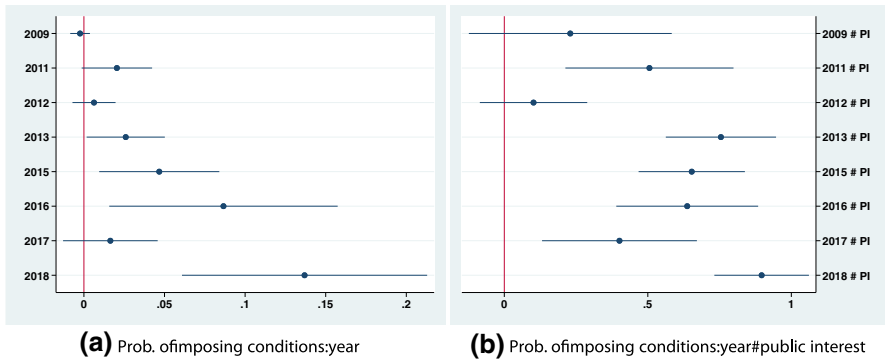 2009
2011
2012
2013
2015
2016
2017
2018
0 .05 .1 .15 .2
2009 # PI
2011 # PI
2012 # PI
2013 # PI
2015 # PI
2016 # PI
2017 # PI
2018 # PI
0 .5 1
(a) Prob. ofimposing conditions:year
(b) Prob. ofimposing conditions:year#public interest